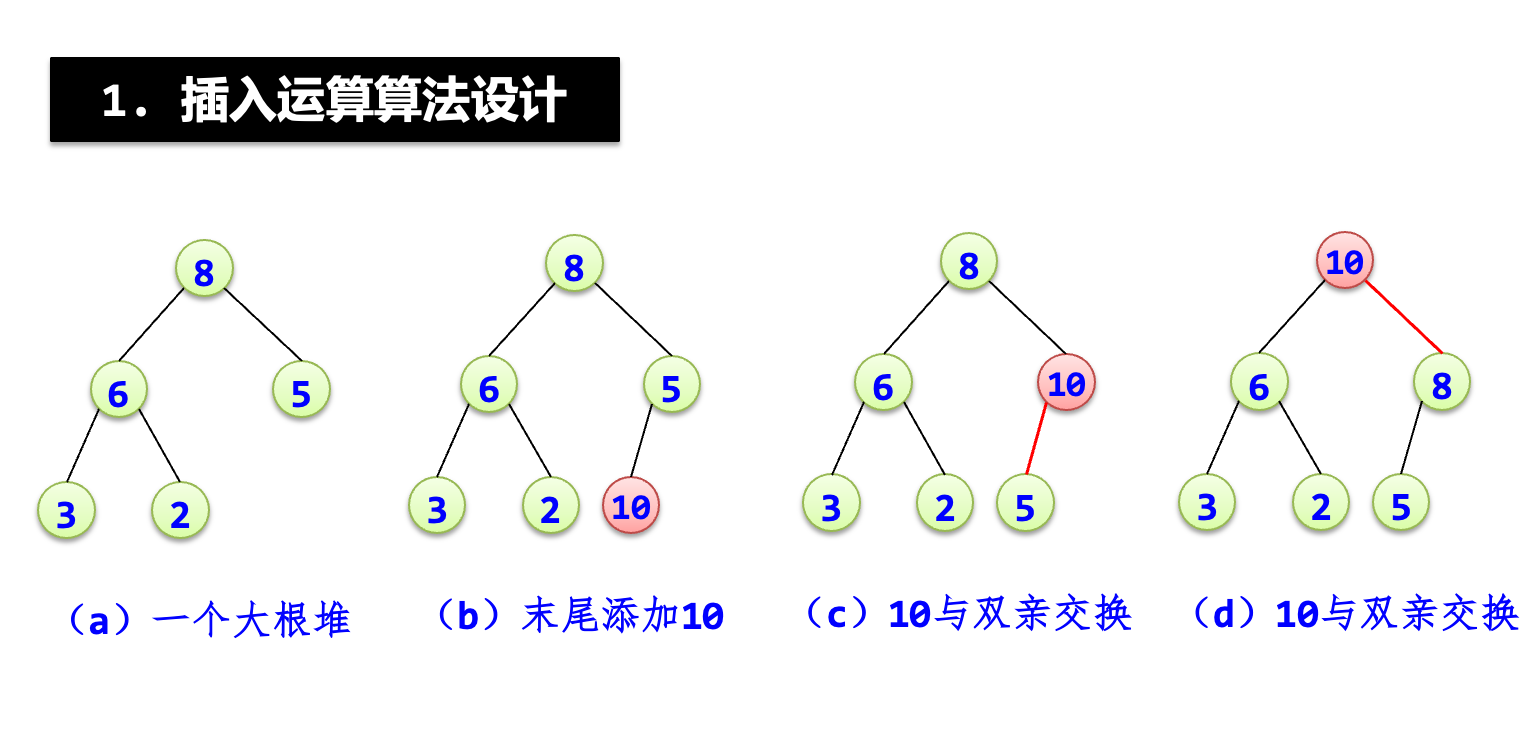 1. 插入运算算法设计
8
6 5
3 2
(a)一个大根堆
8
6 5
3 2 10
(b)末尾添加10
8
6 10
3 2 5
(c)10与双亲交换
10
6 8
3 2 5
(d)10与双亲交换